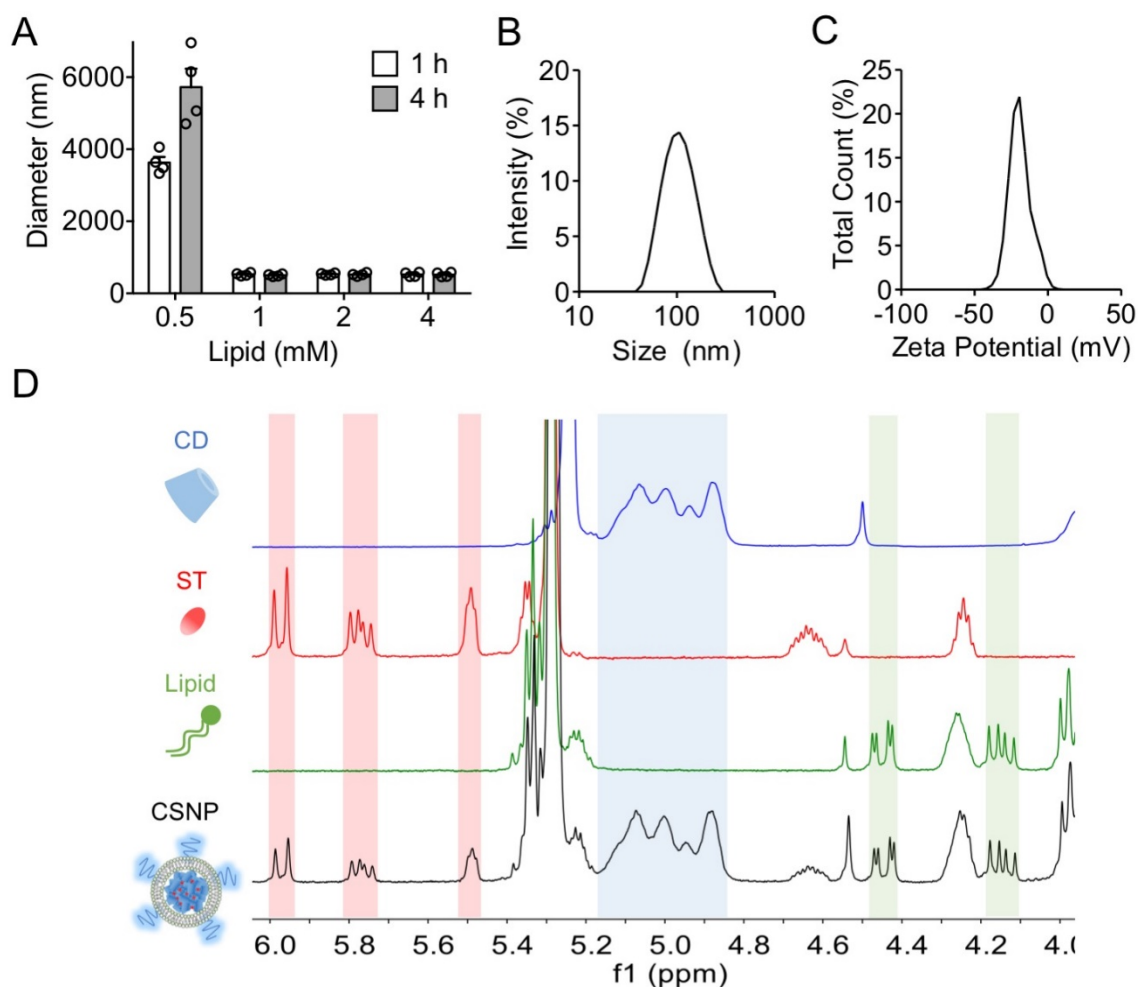 A
Diameter (nm)
6000
4000
2000
0
1 h
4 h
0.5 1 2 4
Lipid (mM)
B
Intensity (%)
20
15
10
5
0
10 100 1000
Size (nm)
C
Total Count (%)
25
20
15
10
5
0
-100 -50 0 50
Zeta Potential (mV)
D
CD
ST
Lipid
CSNP
6.0 5.8 5.6 5.4 5.2 5.0 4.8 4.6 4.4 4.2 4.0
f1 (ppm)